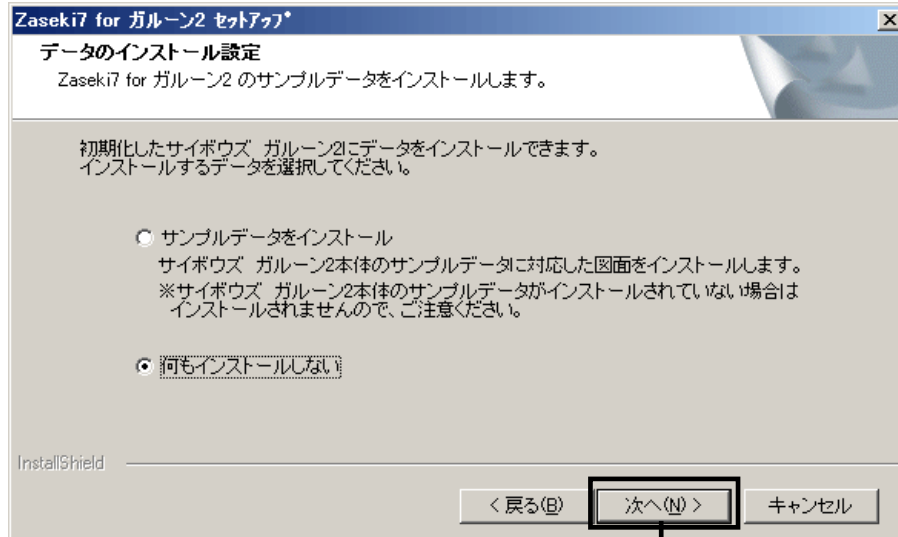 Zaseki7 for ガルーン2 ｾｯﾄｱｯﾌﾟ
データのインストール設定
Zaseki7 for ガルーン2 のサンプルデータをインストールします。
初期化したサイボウズ ガルーン2にデータをインストールできます。
インストールするデータを選択してください。
サンプルデータをインストール
サイボウズ ガルーン2本体のサンプルデータに対応した図面をインストールします。
※サイボウズ ガルーン2本体のサンプルデータがインストールされていない場合は
インストールされませんので、ご注意ください。
何もインストールしない
InstallShield
< 戻る(B) 次へ(N) > キャンセル